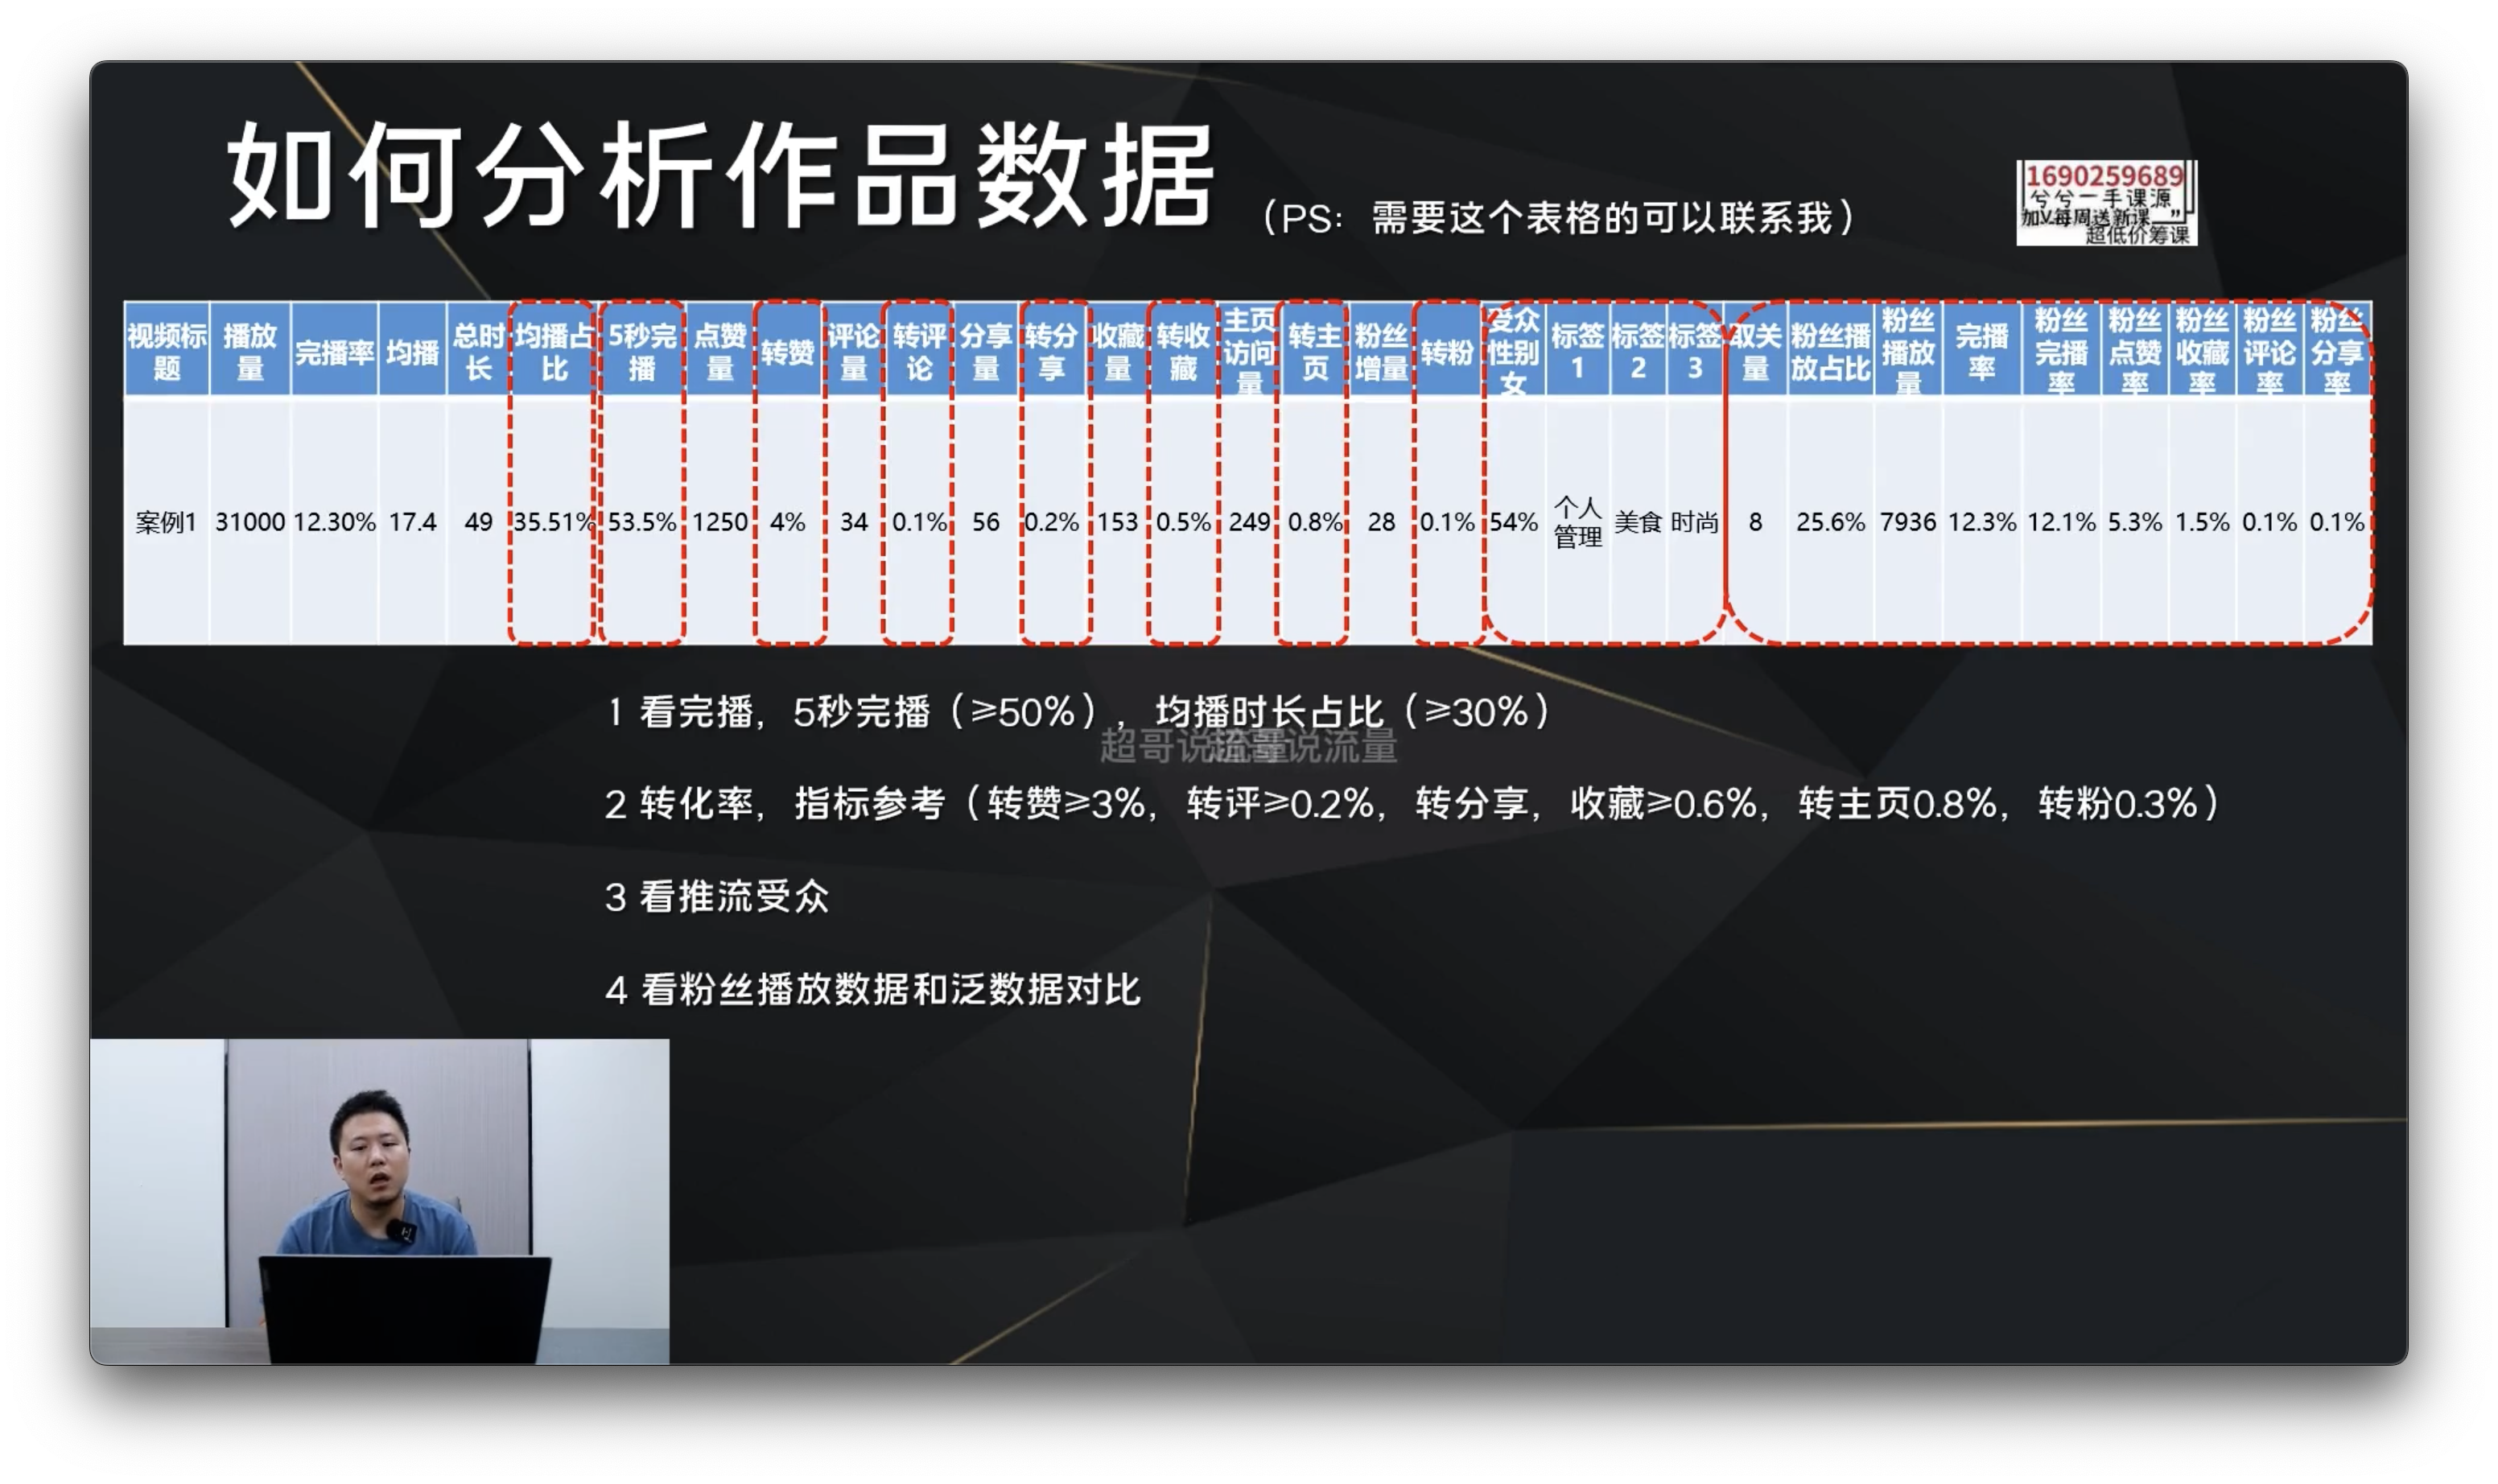 如何分析作品数据
（PS：需要这个表格的可以联系我）
1690259689
兮兮一手课源
加V每周送新课
超低价筹课
视频标题 播放量 完播率 均播 总时长 均播占比 5秒完播 点赞量 转赞 评论量 转评论 分享量 转分享 收藏量 转收藏 主页访问量 转主页 粉丝增量 转粉 受众性别女 标签1 标签2 标签3 取关量 粉丝播放占比 粉丝播放量 完播率 粉丝完播率 粉丝点赞率 粉丝收藏率 粉丝评论率 粉丝分享率
案例1 31000 12.30% 17.4 49 35.51% 53.5% 1250 4% 34 0.1% 56 0.2% 153 0.5% 249 0.8% 28 0.1% 54% 个人管理 美食 时尚 8 25.6% 7936 12.3% 12.1% 5.3% 1.5% 0.1% 0.1%
1 看完播，5秒完播（≥50%），均播时长占比（≥30%）
超哥说流量 超哥说流量
2 转化率，指标参考（转赞≥3%，转评≥0.2%，转分享，收藏≥0.6%，转主页0.8%，转粉0.3%）
3 看推流受众
4 看粉丝播放数据和泛数据对比